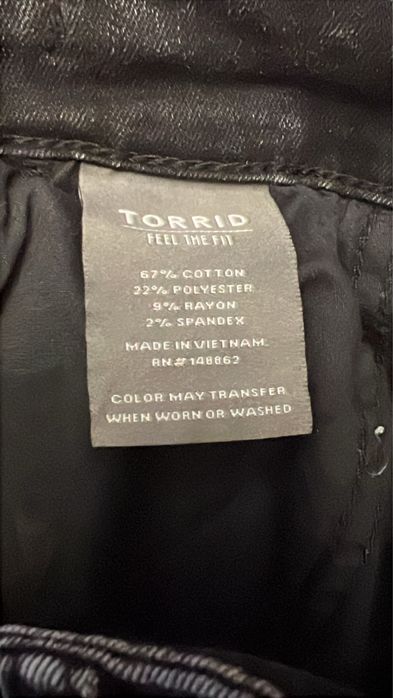 TORRID
FEEL THE FIT
67% COTTON
22% POLYESTER
9% RAYON
2% SPANDEX
MADE IN VIETNAM
RN# 148862
COLOR MAY TRANSFER
WHEN WORN OR WASHED